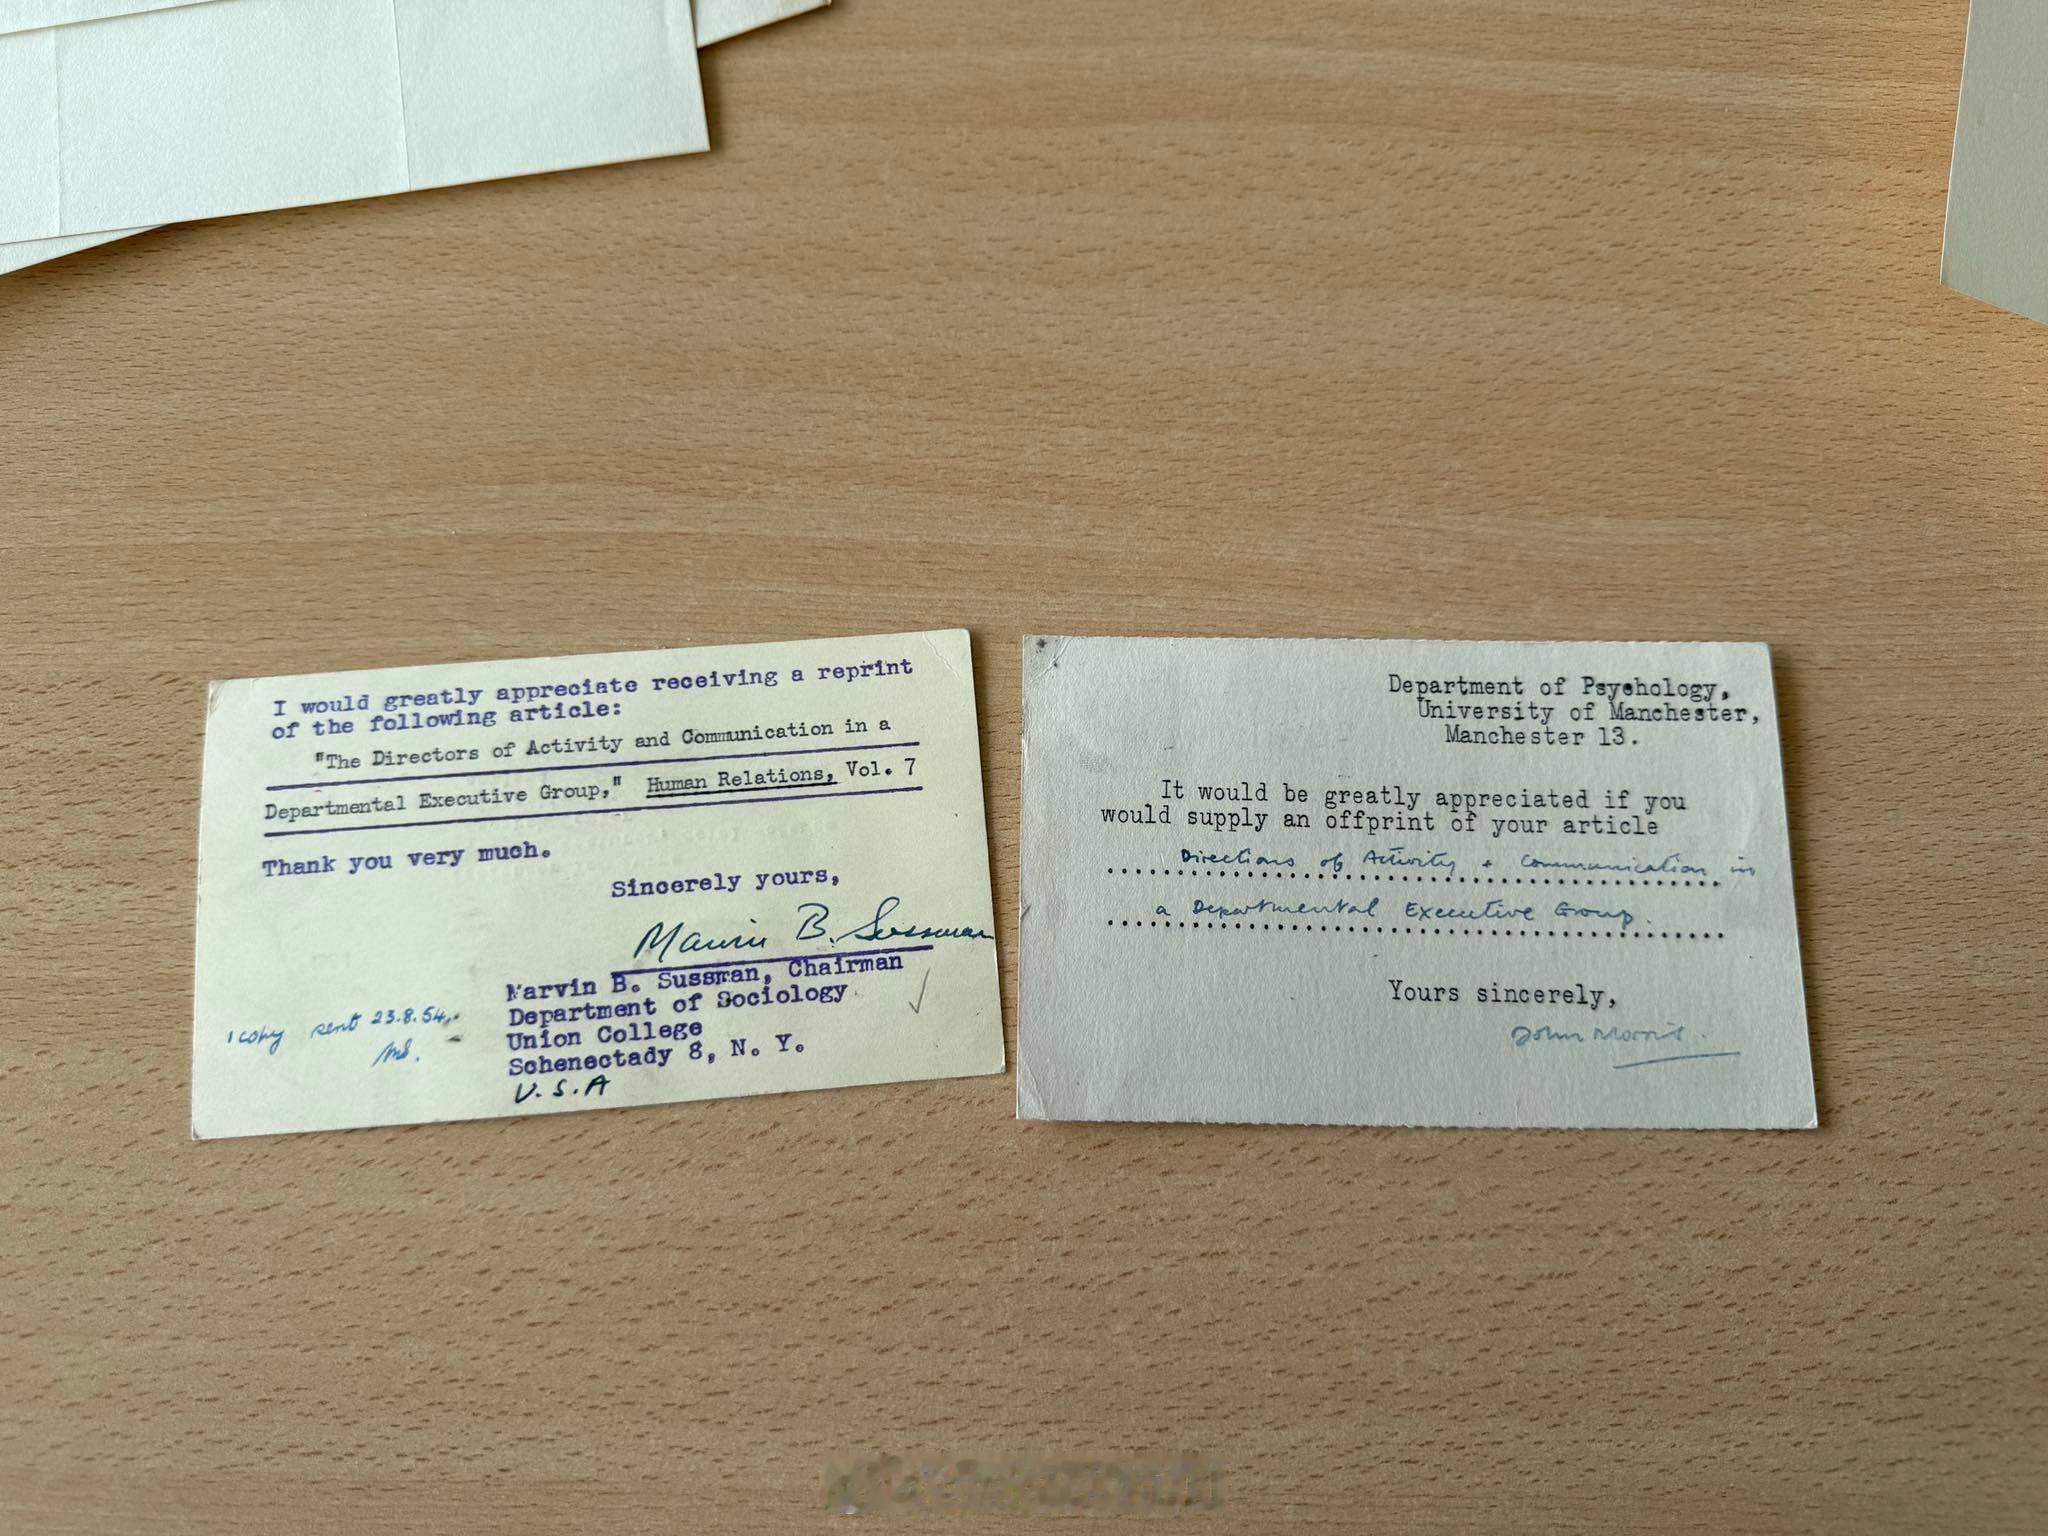 I would greatly appreciate receiving a reprint
of the following article:
"The Directors of Activity and Communication in a
Departmental Executive Group," Human Relations, Vol. 7
Thank you very much.
Sincerely yours,
Marvin B. Sussman
Marvin B. Sussman, Chairman
Department of Sociology
Union College
Schenectady 8, N. Y.
U.S.A
1 copy sent 23.8.54.
Department of Psychology,
University of Manchester,
Manchester 13.
It would be greatly appreciated if you
would supply an offprint of your article
Directions of Activity + Communication in
a Departmental Executive Group.
Yours sincerely,
John Morris.